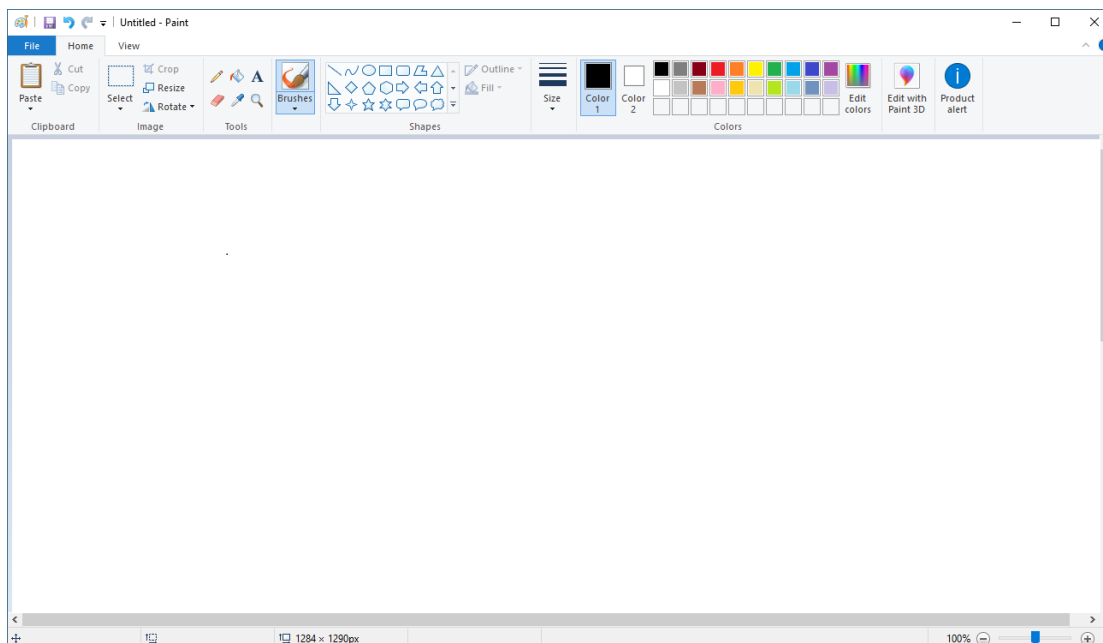 Untitled - Paint
File Home View
Paste
Cut
Copy
Clipboard
Select
Crop
Resize
Rotate
Image
A
Tools
Brushes
Outline
Fill
Shapes
Size
Color 1
Color 2
Edit colors
Colors
Edit with Paint 3D
Product alert
1284 × 1290px
100%